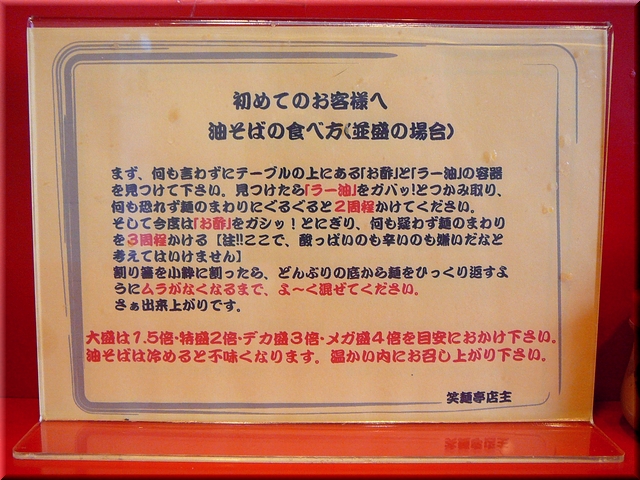 初めてのお客様へ
油そばの食べ方(並盛の場合)
まず、何も言わずにテーブルの上にある｢お酢｣と｢ラー油｣の容器
を見つけて下さい。見つけたら｢ラー油｣をガバッ!とつかみ取り、
何も恐れず麺のまわりにぐるぐると２周程かけてください。
そして今度は｢お酢｣をガシッ！とにぎり、何も疑わず麺のまわり
を３周程かける【注!!ここで、酸っぱいのも辛いのも嫌いだなと
考えてはいけません】
割り箸を小粋に割ったら、どんぶりの底から麺をひっくり返すよ
うにムラがなくなるまで、よ～く混ぜてください。
さぁ出来上がりです。
大盛は１.５倍･特盛２倍･デカ盛３倍･メガ盛４倍を目安におかけ下さい。
油そばは冷めると不味くなります。温かい内にお召し上がり下さい。
笑麺亭店主